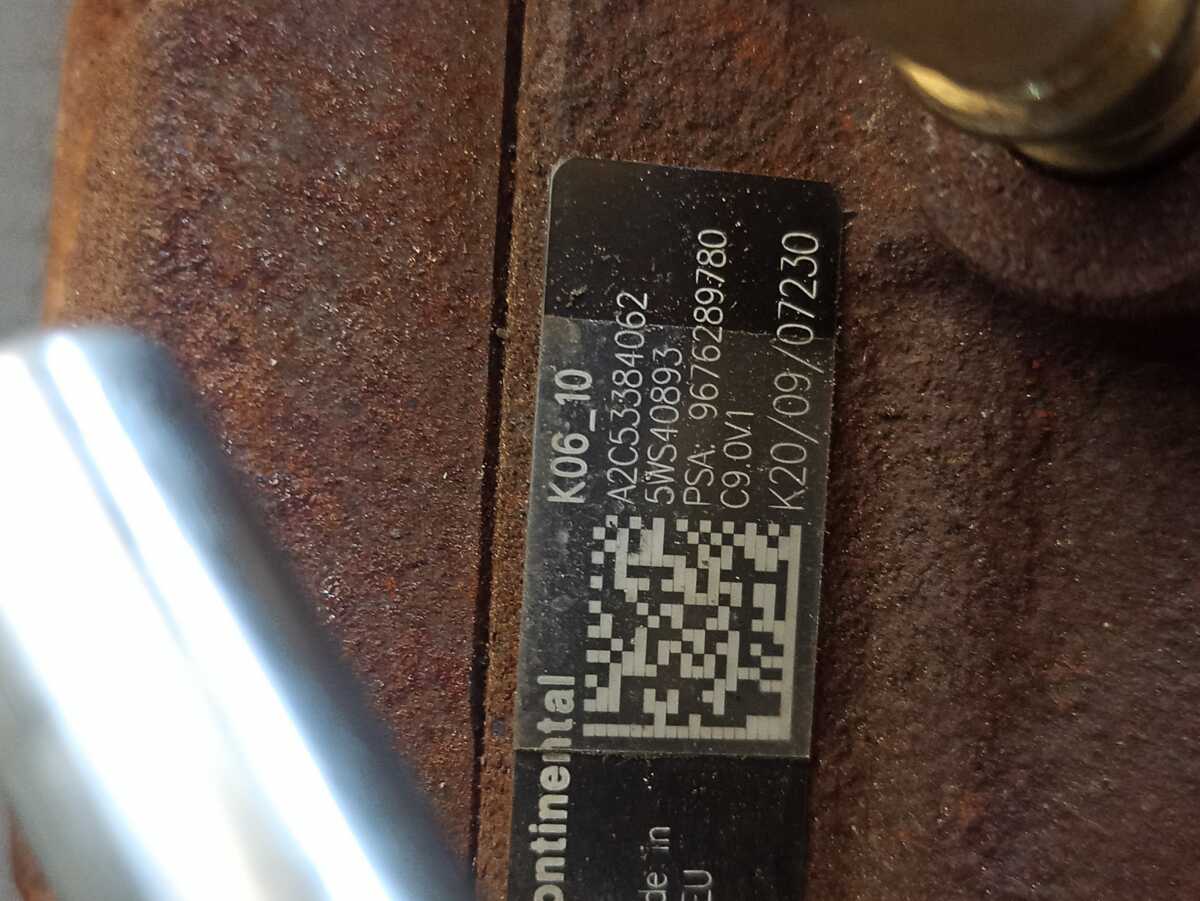 ontinental
K06_10
A2C53384062
5WS40893
PSA: 9676289780
C9.0V1
K20/09/07230
de in
EU